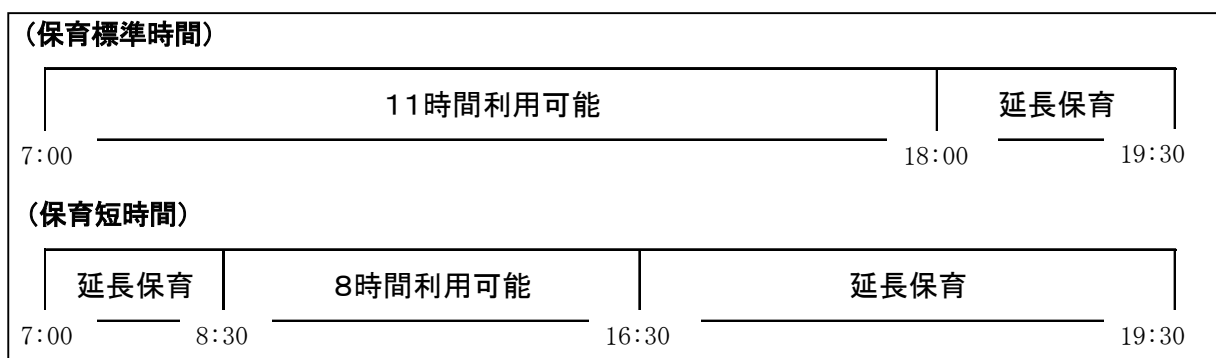 （保育標準時間）
１１時間利用可能 延長保育
7:00 18:00 19:30
（保育短時間）
延長保育 ８時間利用可能 延長保育
7:00 8:30 16:30 19:30